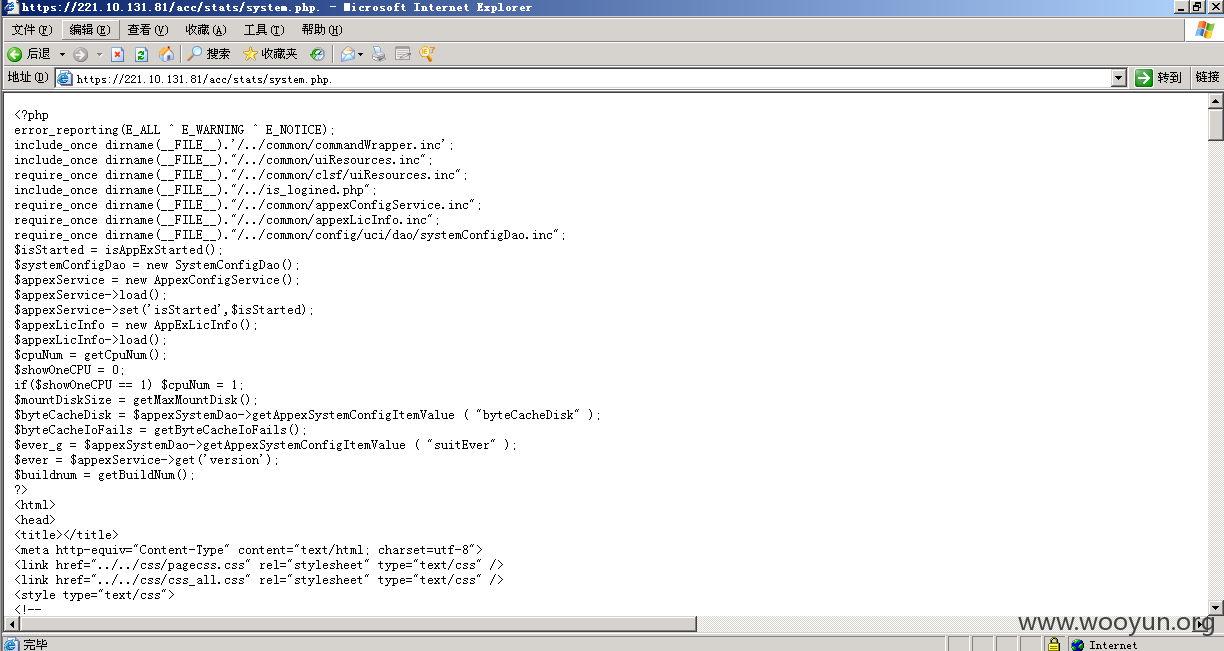 https://221.10.131.81/acc/stats/system.php. - Microsoft Internet Explorer
文件(F) 编辑(E) 查看(V) 收藏(A) 工具(T) 帮助(H)
后退 搜索 收藏夹
地址(D) https://221.10.131.81/acc/stats/system.php. 转到 链接
<?php
error_reporting(E_ALL ^ E_WARNING ^ E_NOTICE);
include_once dirname(__FILE__).'/../common/commandWrapper.inc';
include_once dirname(__FILE__)."/../common/uiResources.inc";
require_once dirname(__FILE__)."/../common/clsf/uiResources.inc";
include_once dirname(__FILE__)."/../is_logined.php";
require_once dirname(__FILE__)."/../common/appexConfigService.inc";
require_once dirname(__FILE__)."/../common/appexLicInfo.inc";
require_once dirname(__FILE__)."/../common/config/uci/dao/systemConfigDao.inc";
$isStarted = isAppExStarted();
$systemConfigDao = new SystemConfigDao();
$appexService = new AppexConfigService();
$appexService->load();
$appexService->set('isStarted',$isStarted);
$appexLicInfo = new AppExLicInfo();
$appexLicInfo->load();
$cpuNum = getCpuNum();
$showOneCPU = 0;
if($showOneCPU == 1) $cpuNum = 1;
$mountDiskSize = getMaxMountDisk();
$byteCacheDisk = $appexSystemDao->getAppexSystemConfigItemValue ( "byteCacheDisk" );
$byteCacheIoFails = getByteCacheIoFails();
$ever_g = $appexSystemDao->getAppexSystemConfigItemValue ( "suitEver" );
$ever = $appexService->get('version');
$buildnum = getBuildNum();
?>
<html>
<head>
<title></title>
<meta http-equiv="Content-Type" content="text/html; charset=utf-8">
<link href="../../css/pagecss.css" rel="stylesheet" type="text/css" />
<link href="../../css/css_all.css" rel="stylesheet" type="text/css" />
<style type="text/css">
<!--
www.wooyun.org
完毕 Internet